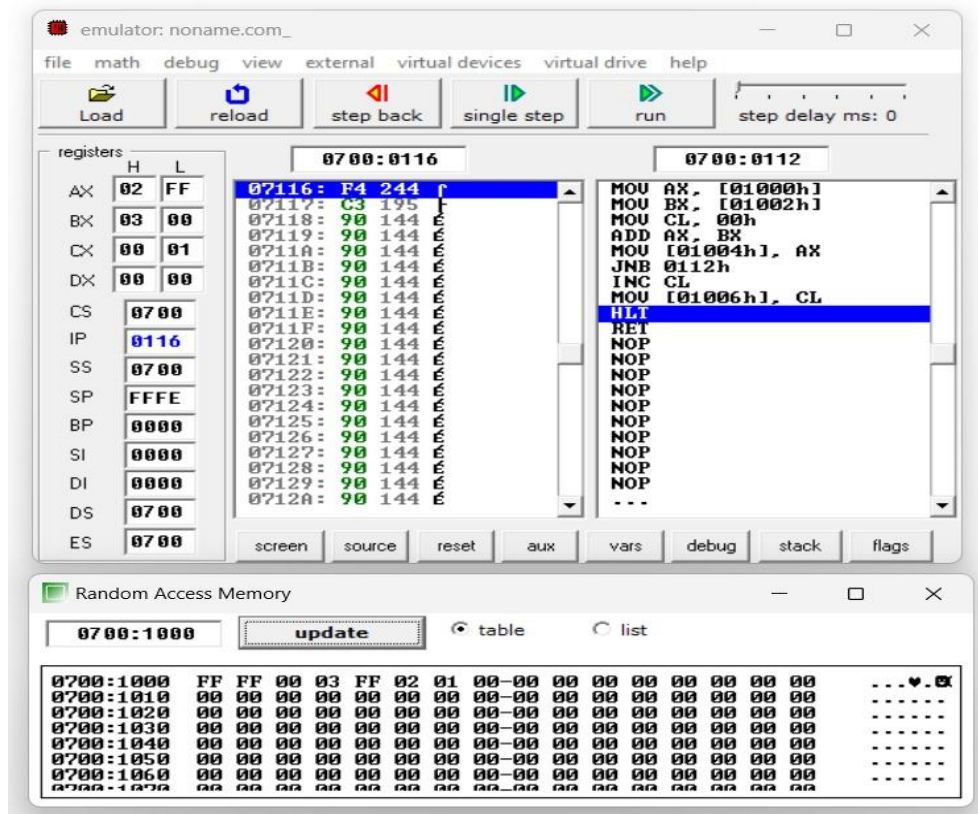 emulator: noname.com_
file math debug view external virtual devices virtual drive help
Load reload step back single step run step delay ms: 0
registers
H L
0700:0116 0700:0112
AX 02 FF
BX 03 00
CX 00 01
DX 00 00
CS 0700
IP 0116
SS 0700
SP FFFE
BP 0000
SI 0000
DI 0000
DS 0700
ES 0700
07116: F4 244 ⌠
07117: C3 195 ├
07118: 90 144 É
07119: 90 144 É
0711A: 90 144 É
0711B: 90 144 É
0711C: 90 144 É
0711D: 90 144 É
0711E: 90 144 É
0711F: 90 144 É
07120: 90 144 É
07121: 90 144 É
07122: 90 144 É
07123: 90 144 É
07124: 90 144 É
07125: 90 144 É
07126: 90 144 É
07127: 90 144 É
07128: 90 144 É
07129: 90 144 É
0712A: 90 144 É
MOV AX, [01000h]
MOV BX, [01002h]
MOV CL, 00h
ADD AX, BX
MOV [01004h], AX
JNB 0112h
INC CL
MOV [01006h], CL
HLT
RET
NOP
NOP
NOP
NOP
NOP
NOP
NOP
NOP
NOP
NOP
...
screen source reset aux vars debug stack flags
Random Access Memory
0700:1000 update table list
0700:1000 FF FF 00 03 FF 02 01 00-00 00 00 00 00 00 00 00 ...♥.☻
0700:1010 00 00 00 00 00 00 00 00-00 00 00 00 00 00 00 00 ......
0700:1020 00 00 00 00 00 00 00 00-00 00 00 00 00 00 00 00 ......
0700:1030 00 00 00 00 00 00 00 00-00 00 00 00 00 00 00 00 ......
0700:1040 00 00 00 00 00 00 00 00-00 00 00 00 00 00 00 00 ......
0700:1050 00 00 00 00 00 00 00 00-00 00 00 00 00 00 00 00 ......
0700:1060 00 00 00 00 00 00 00 00-00 00 00 00 00 00 00 00 ......